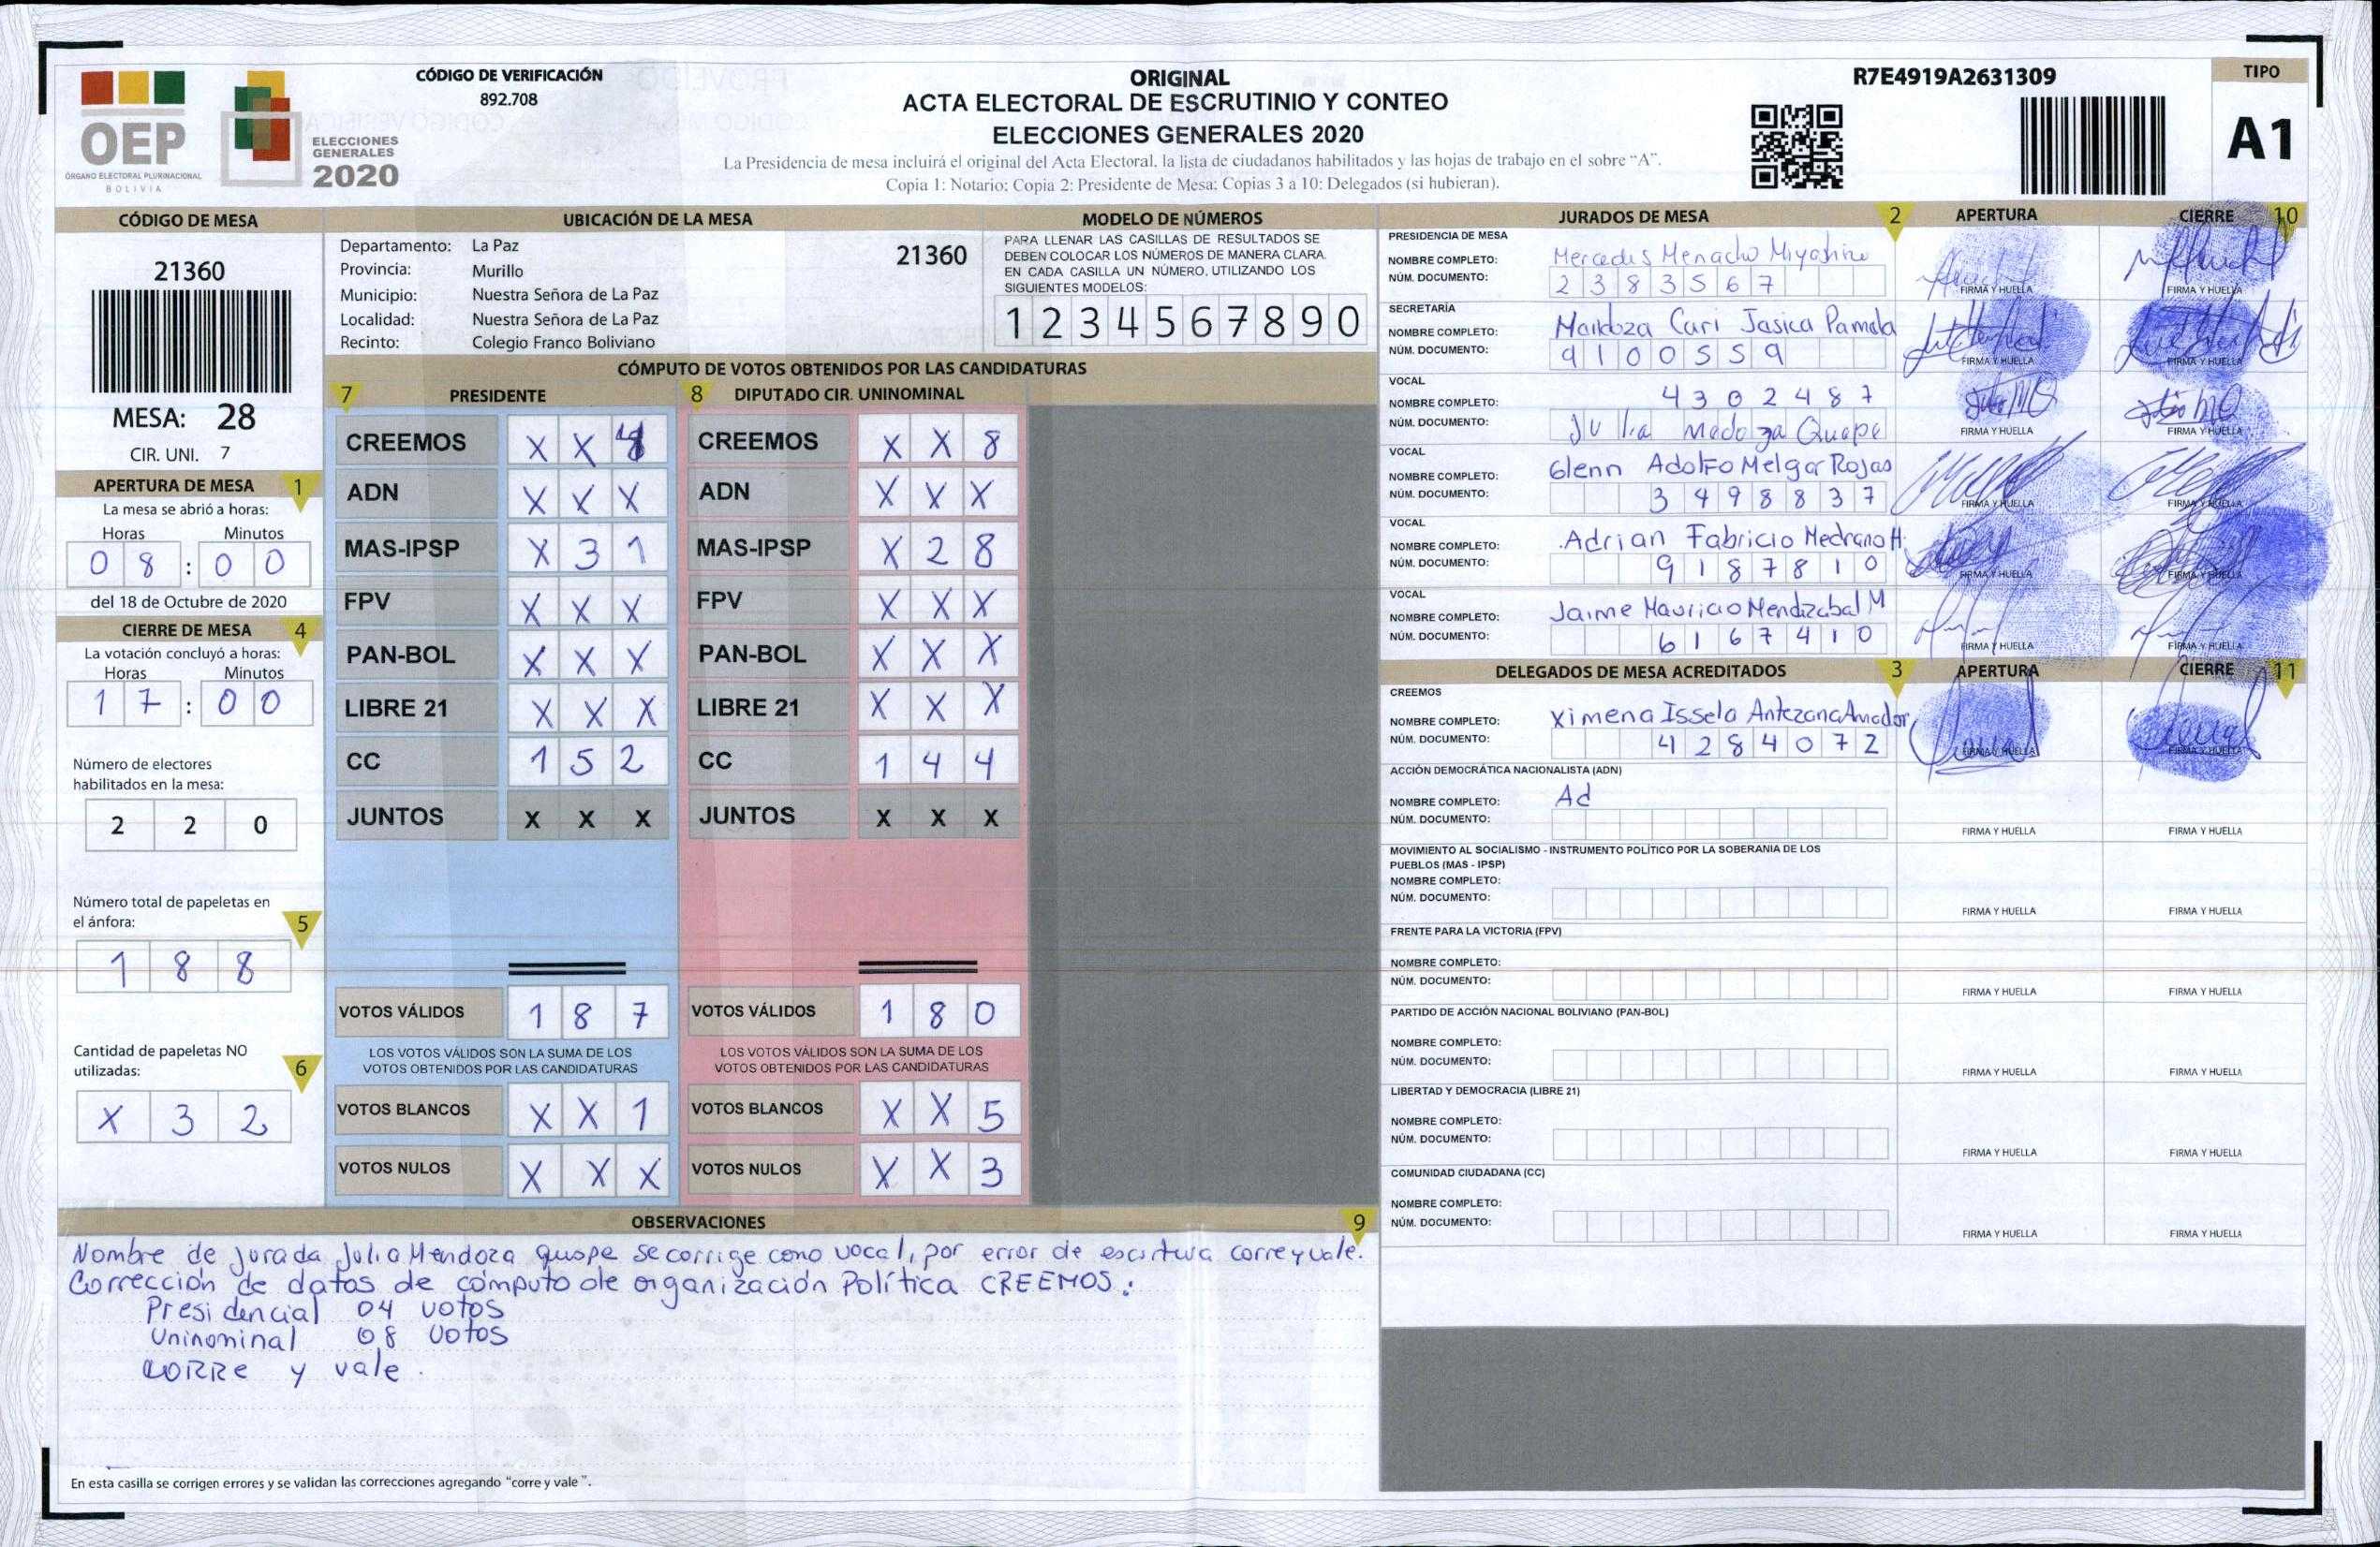 CÓDIGO DE VERIFICACIÓN
892.708
OEP
ÓRGANO ELECTORAL PLURINACIONAL
BOLIVIA
ELECCIONES
GENERALES
2020
ORIGINAL
ACTA ELECTORAL DE ESCRUTINIO Y CONTEO
ELECCIONES GENERALES 2020
La Presidencia de mesa incluirá el original del Acta Electoral, la lista de ciudadanos habilitados y las hojas de trabajo en el sobre “A”.
Copia 1: Notario; Copia 2: Presidente de Mesa; Copias 3 a 10: Delegados (si hubieran).
R7E4919A2631309
TIPO
A1
CÓDIGO DE MESA
21360
MESA: 28
CIR. UNI. 7
APERTURA DE MESA 1
La mesa se abrió a horas:
Horas Minutos
0 8 : 0 0
del 18 de Octubre de 2020
CIERRE DE MESA 4
La votación concluyó a horas:
Horas Minutos
1 7 : 0 0
Número de electores
habilitados en la mesa:
2 2 0
Número total de papeletas en
el ánfora: 5
1 8 8
Cantidad de papeletas NO
utilizadas: 6
X 3 2
UBICACIÓN DE LA MESA
Departamento: La Paz 21360
Provincia: Murillo
Municipio: Nuestra Señora de La Paz
Localidad: Nuestra Señora de La Paz
Recinto: Colegio Franco Boliviano
MODELO DE NÚMEROS
PARA LLENAR LAS CASILLAS DE RESULTADOS SE
DEBEN COLOCAR LOS NÚMEROS DE MANERA CLARA.
EN CADA CASILLA UN NÚMERO, UTILIZANDO LOS
SIGUIENTES MODELOS:
1 2 3 4 5 6 7 8 9 0
CÓMPUTO DE VOTOS OBTENIDOS POR LAS CANDIDATURAS
7 PRESIDENTE
CREEMOS X X 4
ADN X X X
MAS-IPSP X 3 1
FPV X X X
PAN-BOL X X X
LIBRE 21 X X X
CC 1 5 2
JUNTOS X X X
VOTOS VÁLIDOS 1 8 7
LOS VOTOS VÁLIDOS SON LA SUMA DE LOS
VOTOS OBTENIDOS POR LAS CANDIDATURAS
VOTOS BLANCOS X X 1
VOTOS NULOS X X X
8 DIPUTADO CIR. UNINOMINAL
CREEMOS X X 8
ADN X X X
MAS-IPSP X 2 8
FPV X X X
PAN-BOL X X X
LIBRE 21 X X X
CC 1 4 4
JUNTOS X X X
VOTOS VÁLIDOS 1 8 0
LOS VOTOS VÁLIDOS SON LA SUMA DE LOS
VOTOS OBTENIDOS POR LAS CANDIDATURAS
VOTOS BLANCOS X X 5
VOTOS NULOS X X 3
OBSERVACIONES 9
Nombre de Jurada Julia Mendoza quispe se corrige como vocal, por error de escritura corre y vale.
Corrección de datos de cómputo de organización Política CREEMOS:
Presidencial 04 votos
Uninominal 08 votos
CORRE y vale.
En esta casilla se corrigen errores y se validan las correcciones agregando “corre y vale”.
JURADOS DE MESA 2 APERTURA CIERRE 10
PRESIDENCIA DE MESA
NOMBRE COMPLETO: Mercedes Menacho
NÚM. DOCUMENTO: 2 3 8 3 5 6 7
FIRMA Y HUELLA FIRMA Y HUELLA
SECRETARÍA
NOMBRE COMPLETO: Mendoza Cari Jasica Pamela
NÚM. DOCUMENTO: 9 1 0 0 5 5 9
FIRMA Y HUELLA FIRMA Y HUELLA
VOCAL
NOMBRE COMPLETO: 4 3 0 2 4 8 7
NÚM. DOCUMENTO: Julia Medoza Quspe
FIRMA Y HUELLA FIRMA Y HUELLA
VOCAL
NOMBRE COMPLETO: Glenn Adolfo Melgar Rojas
NÚM. DOCUMENTO: 3 4 9 8 8 3 7
FIRMA Y HUELLA FIRMA Y HUELLA
VOCAL
NOMBRE COMPLETO: Adrian Fabricio Medrano H.
NÚM. DOCUMENTO: 9 1 8 7 8 1 0
FIRMA Y HUELLA FIRMA Y HUELLA
VOCAL
NOMBRE COMPLETO: Jaime Mauricio Mendizabal M
NÚM. DOCUMENTO: 6 1 6 7 4 1 0
FIRMA Y HUELLA FIRMA Y HUELLA
DELEGADOS DE MESA ACREDITADOS 3 APERTURA CIERRE 11
CREEMOS
NOMBRE COMPLETO: Ximena Issela Antezana Amador
NÚM. DOCUMENTO: 4 2 8 4 0 7 2
FIRMA Y HUELLA FIRMA Y HUELLA
ACCIÓN DEMOCRÁTICA NACIONALISTA (ADN)
NOMBRE COMPLETO: Ad
NÚM. DOCUMENTO:
FIRMA Y HUELLA FIRMA Y HUELLA
MOVIMIENTO AL SOCIALISMO - INSTRUMENTO POLÍTICO POR LA SOBERANIA DE LOS
PUEBLOS (MAS - IPSP)
NOMBRE COMPLETO:
NÚM. DOCUMENTO:
FIRMA Y HUELLA FIRMA Y HUELLA
FRENTE PARA LA VICTORIA (FPV)
NOMBRE COMPLETO:
NÚM. DOCUMENTO:
FIRMA Y HUELLA FIRMA Y HUELLA
PARTIDO DE ACCIÓN NACIONAL BOLIVIANO (PAN-BOL)
NOMBRE COMPLETO:
NÚM. DOCUMENTO:
FIRMA Y HUELLA FIRMA Y HUELLA
LIBERTAD Y DEMOCRACIA (LIBRE 21)
NOMBRE COMPLETO:
NÚM. DOCUMENTO:
FIRMA Y HUELLA FIRMA Y HUELLA
COMUNIDAD CIUDADANA (CC)
NOMBRE COMPLETO:
NÚM. DOCUMENTO:
FIRMA Y HUELLA FIRMA Y HUELLA